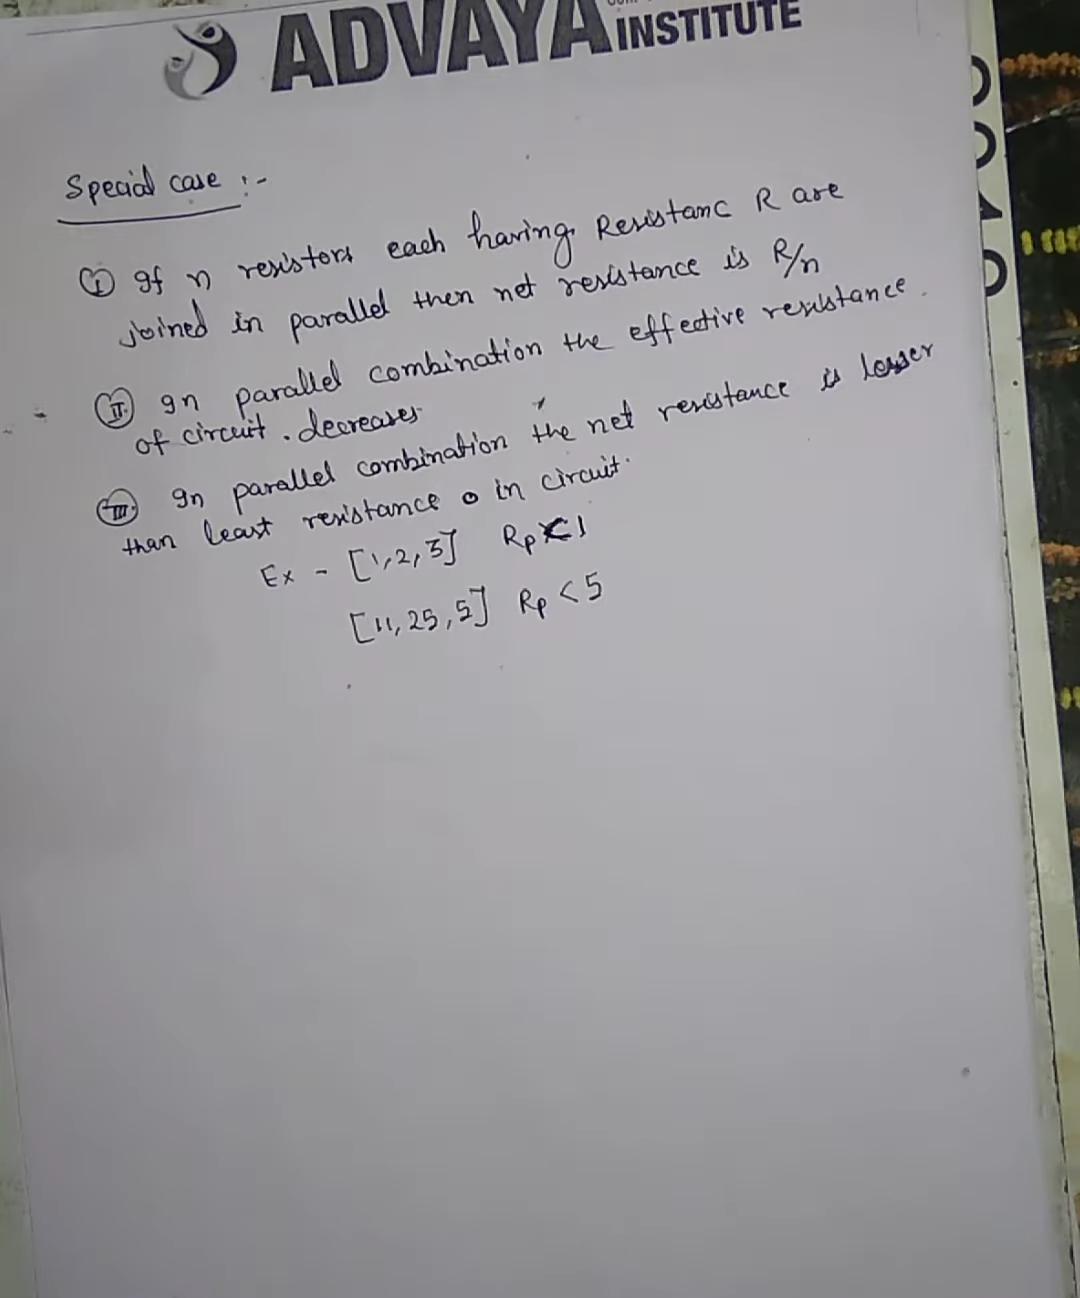 ADVAYA INSTITUTE
Special case :-
(I) If n resistors each having Resistanc R are
joined in parallel then net resistance is R/n
(II) In parallel combination the effective resistance
of circuit. decreases.
(III) In parallel combination the net resistance is lesser
than least resistance in circuit.
Ex - [1,2,3] Rp < 1
[11, 25, 5] Rp < 5